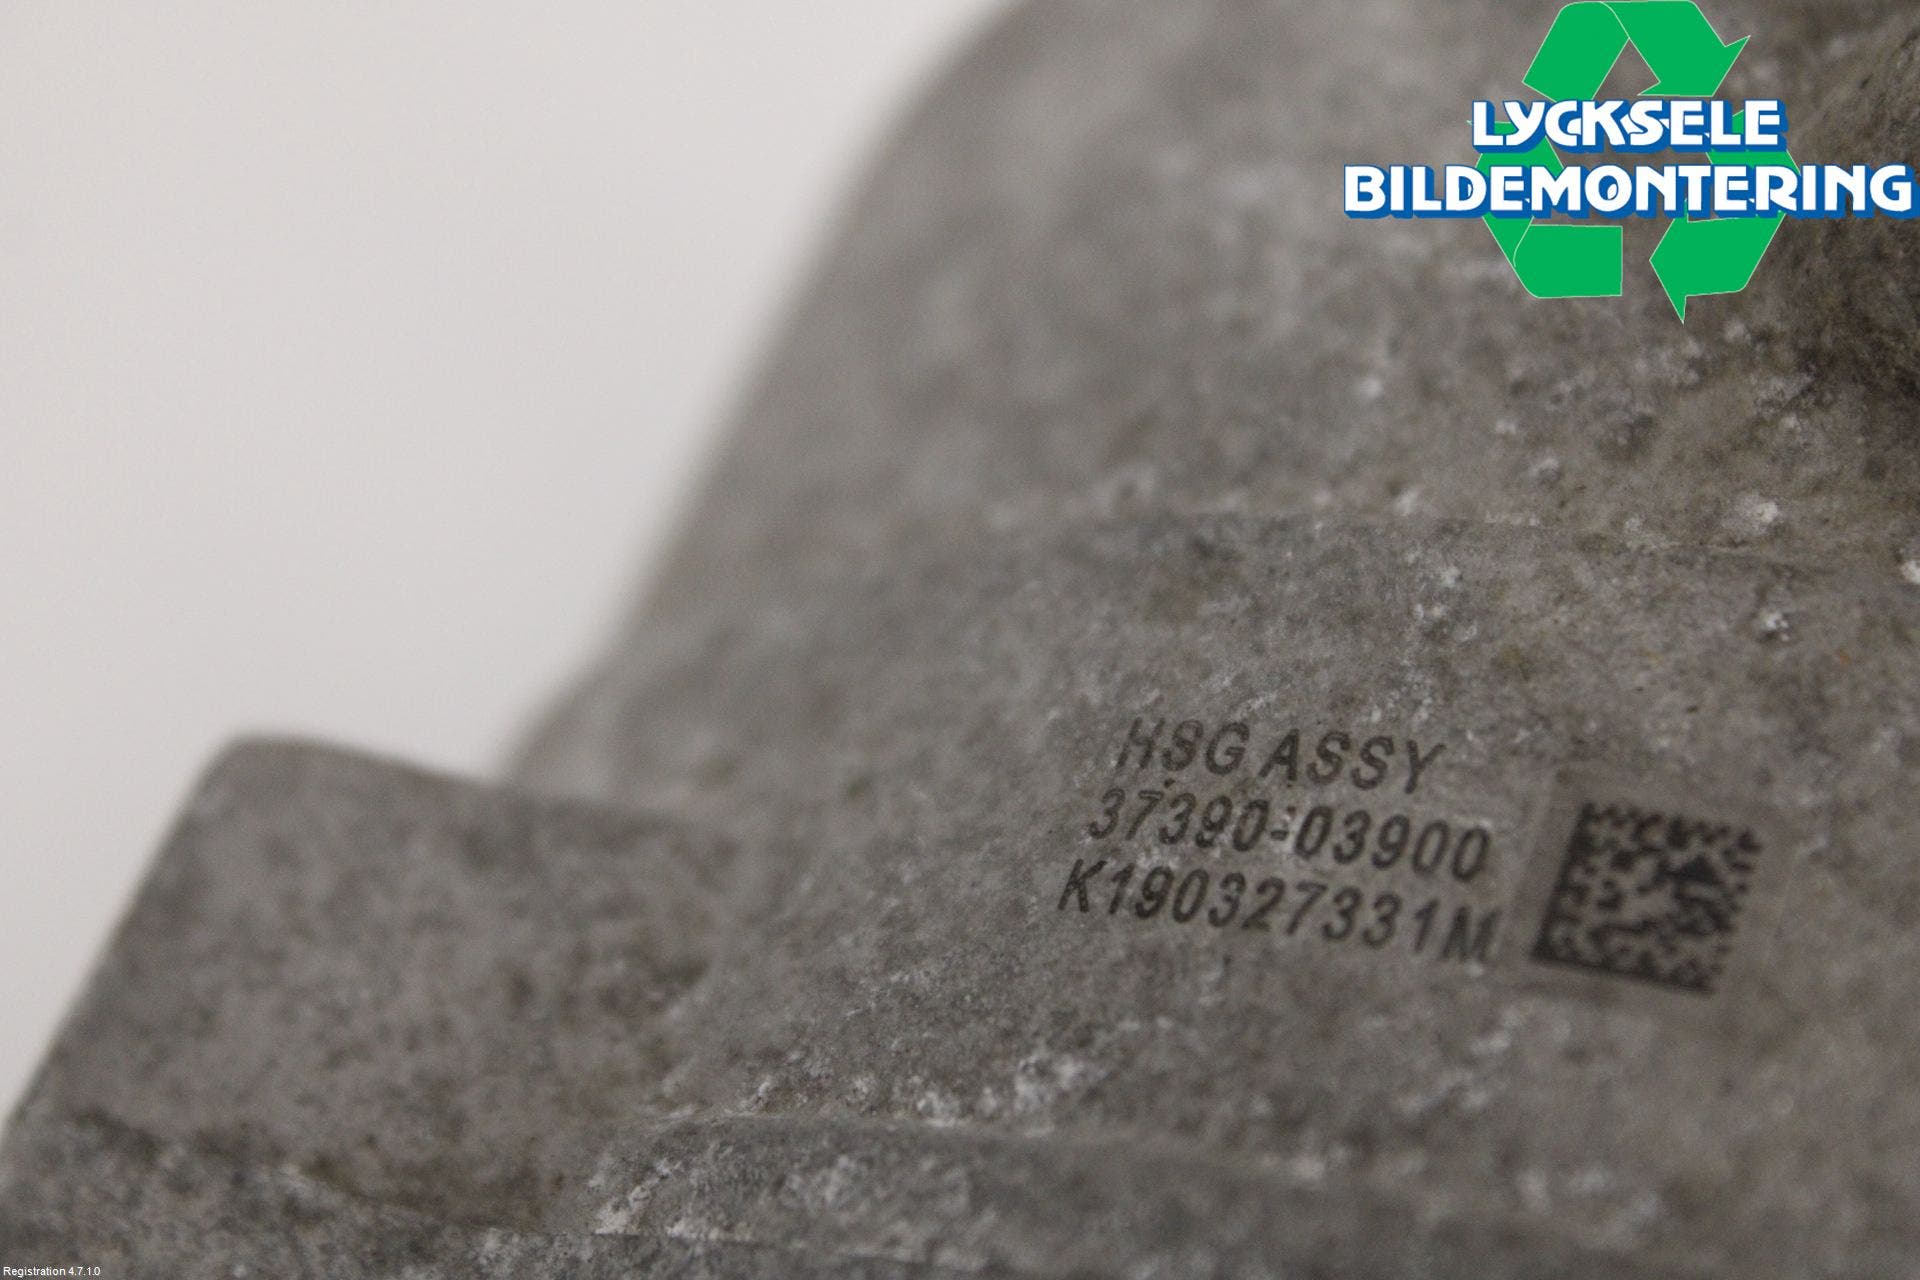 LYCKSELE
BILDEMONTERING
HSG ASSY
37390-03900
K190327331M
Registration 4.7.1.0